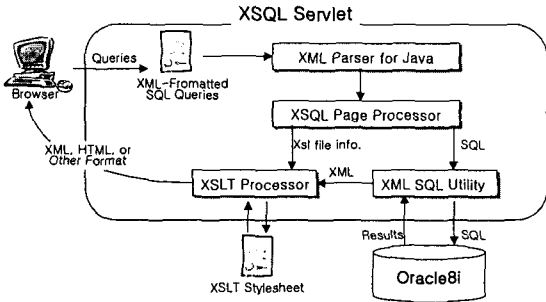 XSQL Servlet
Queries
XML Parser for Java
Browser
XML-Fromatted
SQL Queries
XSQL Page Processor
Xsl file info.
SQL
XML, HTML, or
Other Format
XSLT Processor
XML
XML SQL Utility
Results
SQL
XSLT Stylesheet
Oracle8i